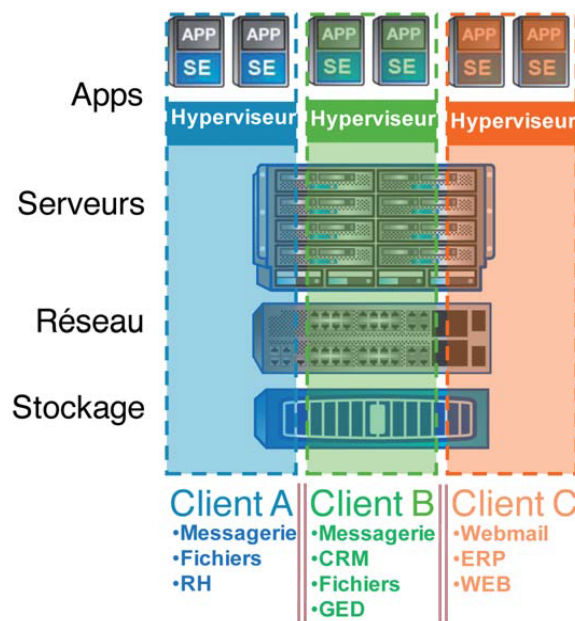 APP APP APP APP APP APP
SE SE SE SE SE SE
Apps
Hyperviseur Hyperviseur Hyperviseur
Serveurs
Réseau
Stockage
Client A
•Messagerie
•Fichiers
•RH
Client B
•Messagerie
•CRM
•Fichiers
•GED
Client C
•Webmail
•ERP
•WEB